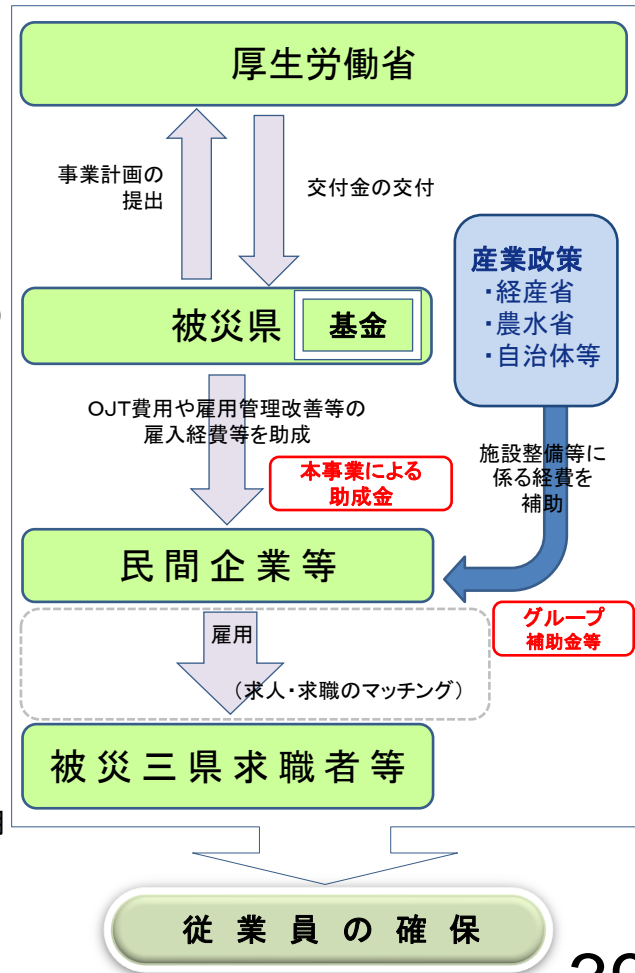 厚生労働省
事業計画の
提出
交付金の交付
産業政策
・経産省
・農水省
・自治体等
被災県
基金
OJT費用や雇用管理改善等の
雇入経費等を助成
本事業による
助成金
施設整備等に
係る経費を
補助
民間企業等
グループ
補助金等
雇用
（求人・求職のマッチング）
被災三県求職者等
従業員の確保